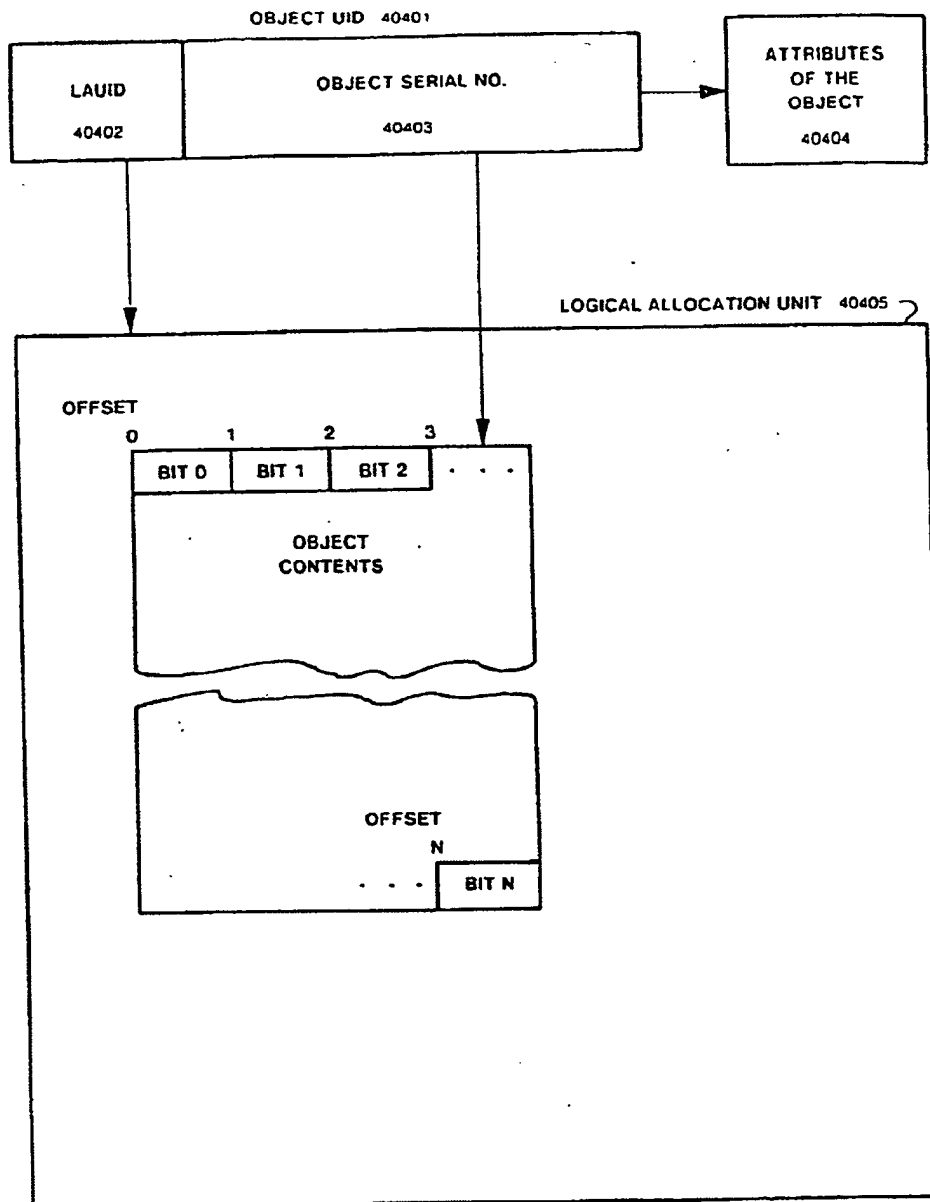 OBJECT UID 40401
LAUID
40402
OBJECT SERIAL NO.
40403
ATTRIBUTES
OF THE
OBJECT
40404
LOGICAL ALLOCATION UNIT 40405
OFFSET
0 1 2 3
BIT 0 BIT 1 BIT 2 . . .
OBJECT
CONTENTS
OFFSET
N
. . . BIT N